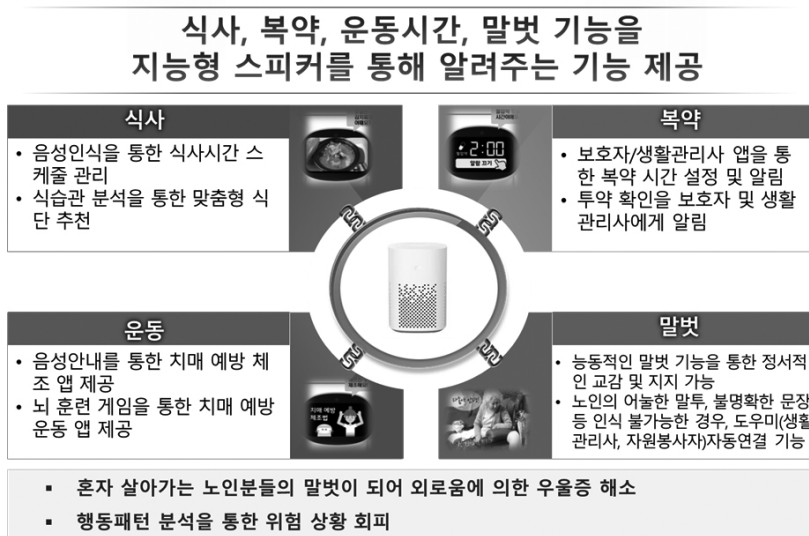 식사, 복약, 운동시간, 말벗 기능을
지능형 스피커를 통해 알려주는 기능 제공
식사
• 음성인식을 통한 식사시간 스
케줄 관리
• 식습관 분석을 통한 맞춤형 식
단 추천
복약
• 보호자/생활관리사 앱을 통
한 복약 시간 설정 및 알림
• 투약 확인을 보호자 및 생활
관리사에게 알림
2:00
알람 끄기
운동
• 음성안내를 통한 치매 예방 체
조 앱 제공
• 뇌 훈련 게임을 통한 치매 예방
운동 앱 제공
치매 예방
체조법
말벗
• 능동적인 말벗 기능을 통한 정서적
인 교감 및 지지 가능
• 노인의 어눌한 말투, 불명확한 문장
등 인식 불가능한 경우, 도우미(생활
관리사, 자원봉사자)자동연결 기능
▪ 혼자 살아가는 노인분들의 말벗이 되어 외로움에 의한 우울증 해소
▪ 행동패턴 분석을 통한 위험 상황 회피